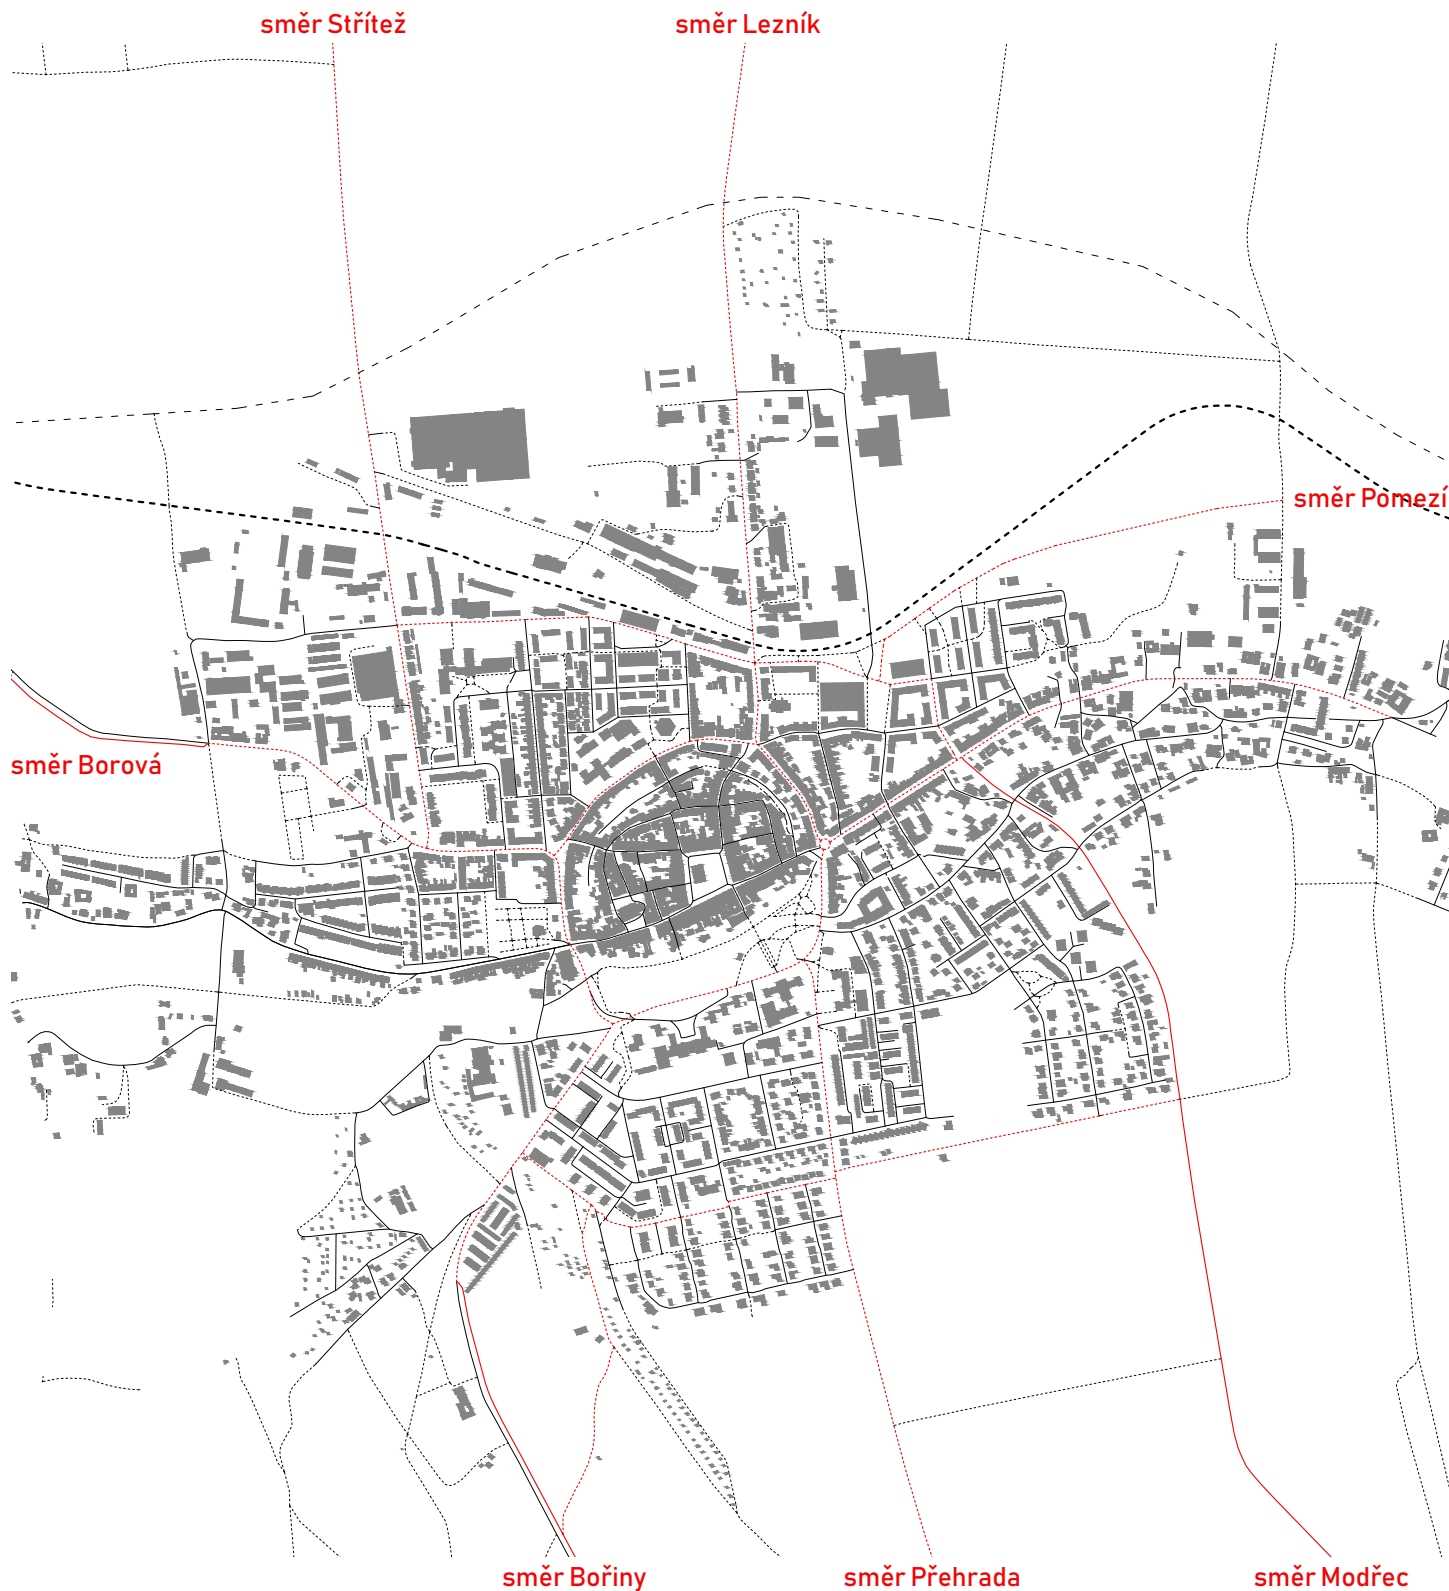 směr Střítež
směr Lezník
směr Pomezí
směr Borová
směr Bořiny
směr Přehrada
směr Modřec